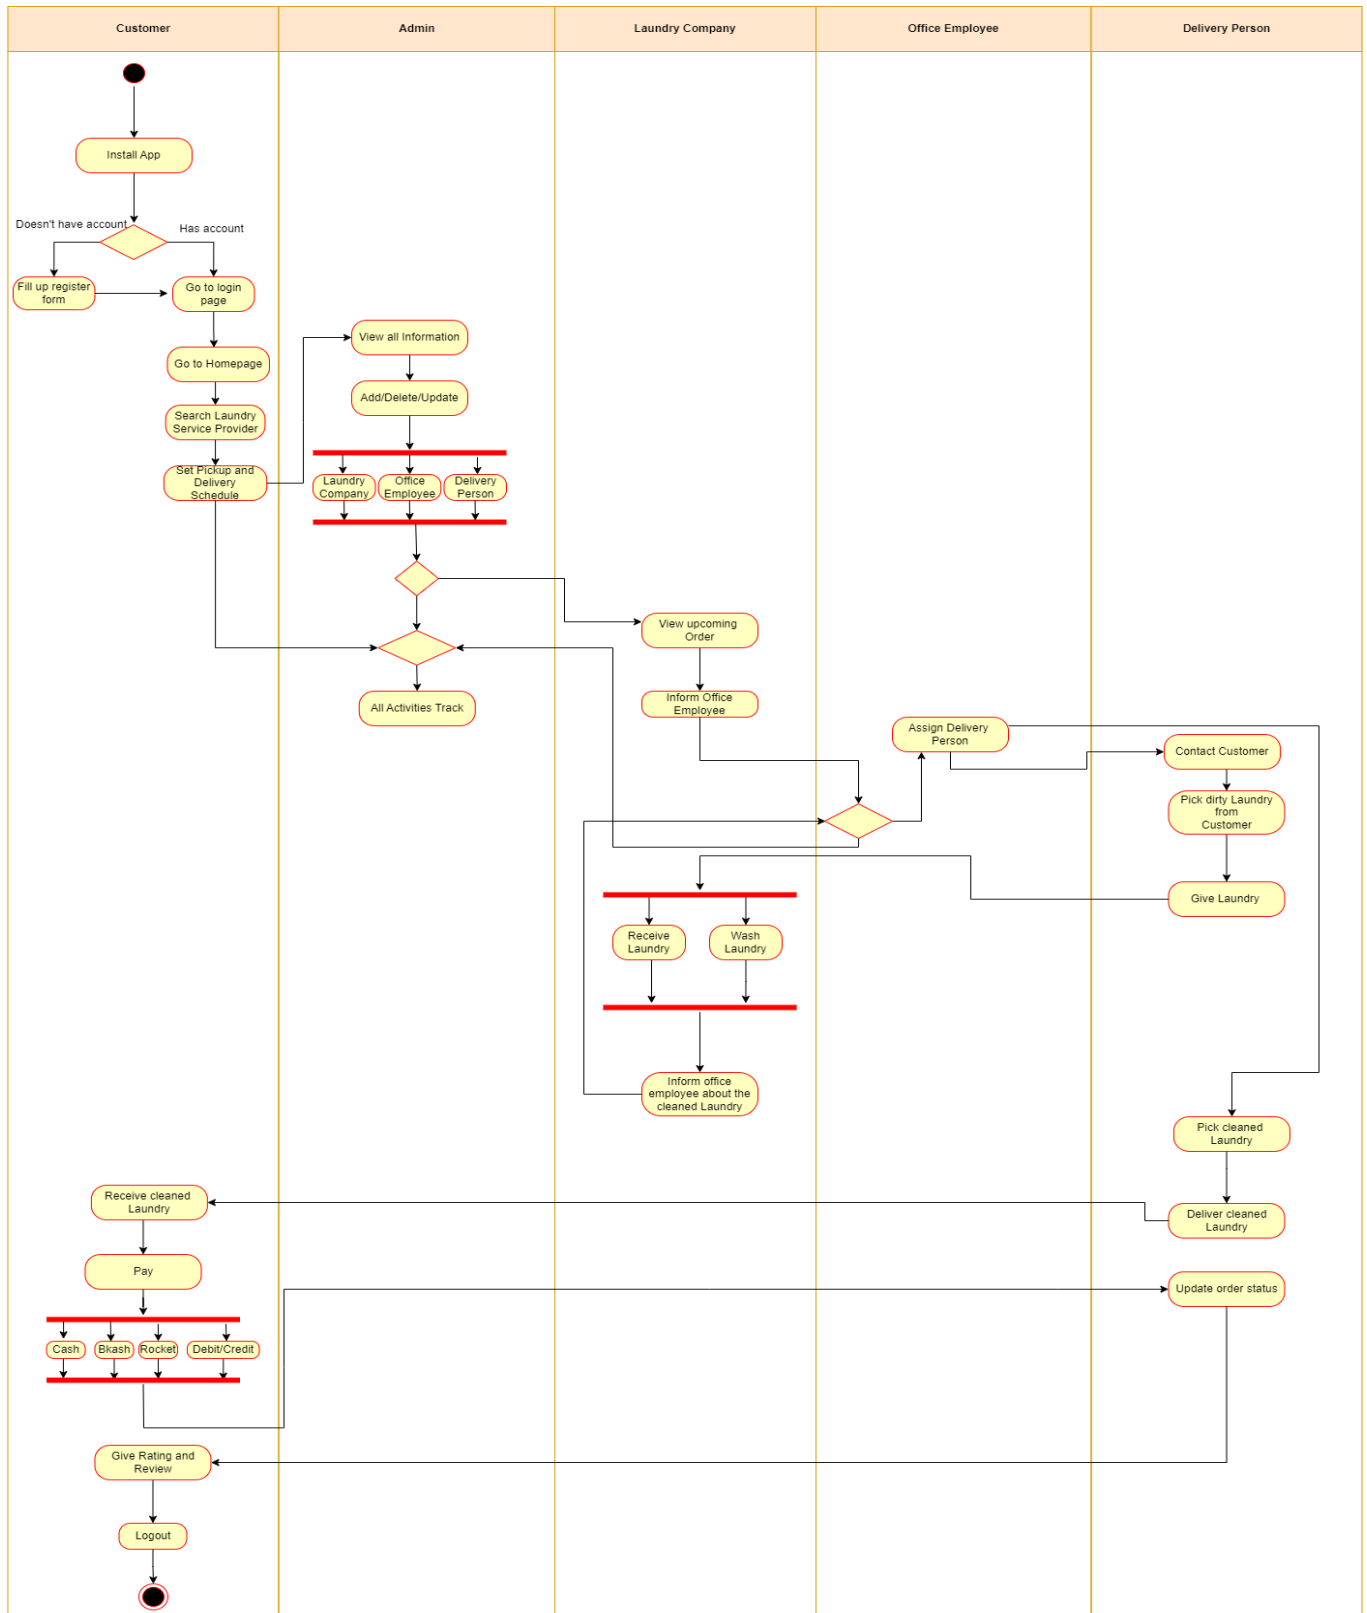 Customer
Admin
Laundry Company
Office Employee
Delivery Person
Install App
Doesn't have account
Has account
Fill up register
form
Go to login
page
Go to Homepage
Search Laundry
Service Provider
Set Pickup and
Delivery
Schedule
View all Information
Add/Delete/Update
Laundry
Company
Office
Employee
Delivery
Person
All Activities Track
View upcoming
Order
Inform Office
Employee
Assign Delivery
Person
Contact Customer
Pick dirty Laundry
from
Customer
Give Laundry
Receive
Laundry
Wash
Laundry
Inform office
employee about the
cleaned Laundry
Pick cleaned
Laundry
Deliver cleaned
Laundry
Receive cleaned
Laundry
Pay
Cash
Bkash
Rocket
Debit/Credit
Update order status
Give Rating and
Review
Logout